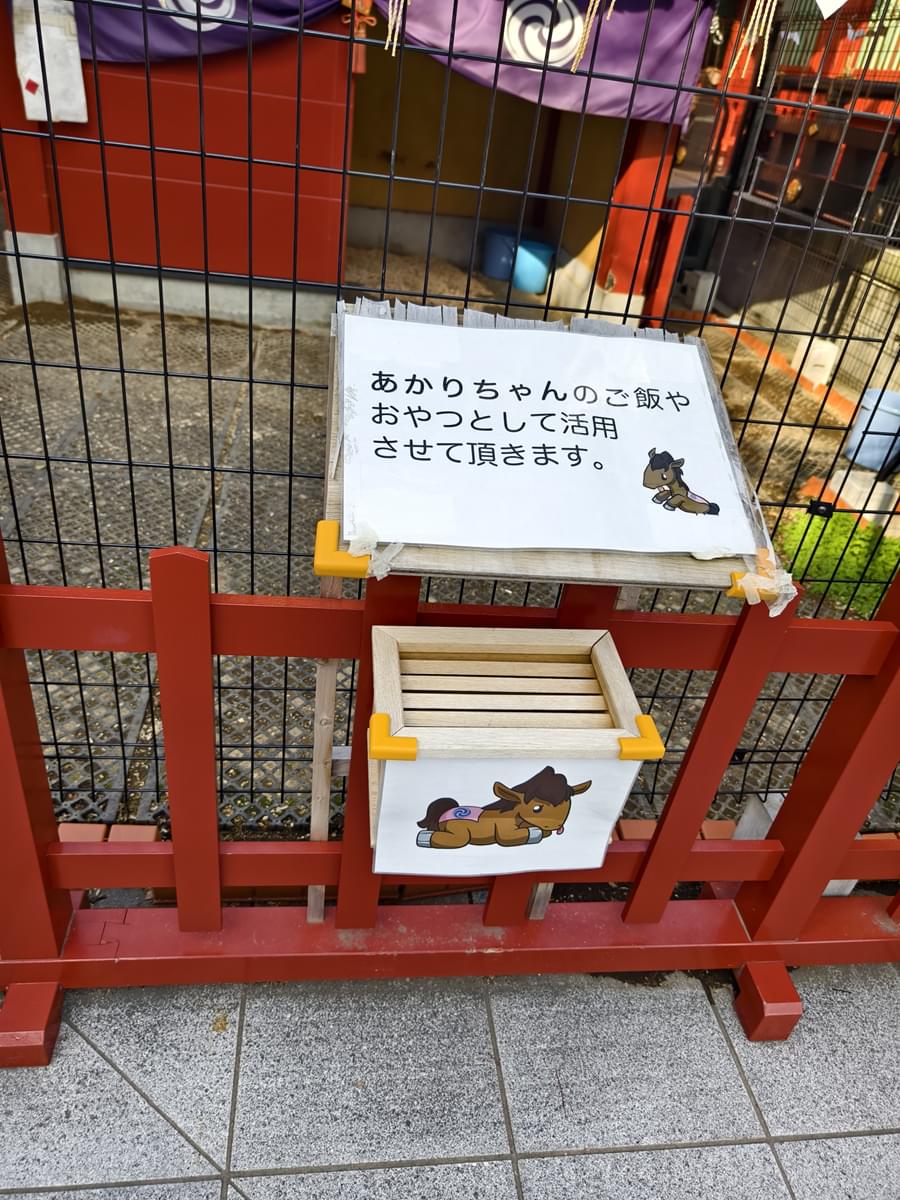 あかりちゃんのご飯や
おやつとして活用
させて頂きます。